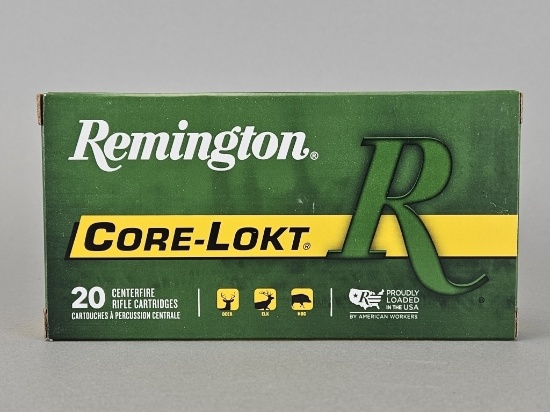 Remington®
R
CORE-LOKT®
20 CENTERFIRE RIFLE CARTRIDGES
CARTOUCHES À PERCUSSION CENTRALE
DEER ELK HOG
R PROUDLY LOADED IN THE USA
BY AMERICAN WORKERS
®